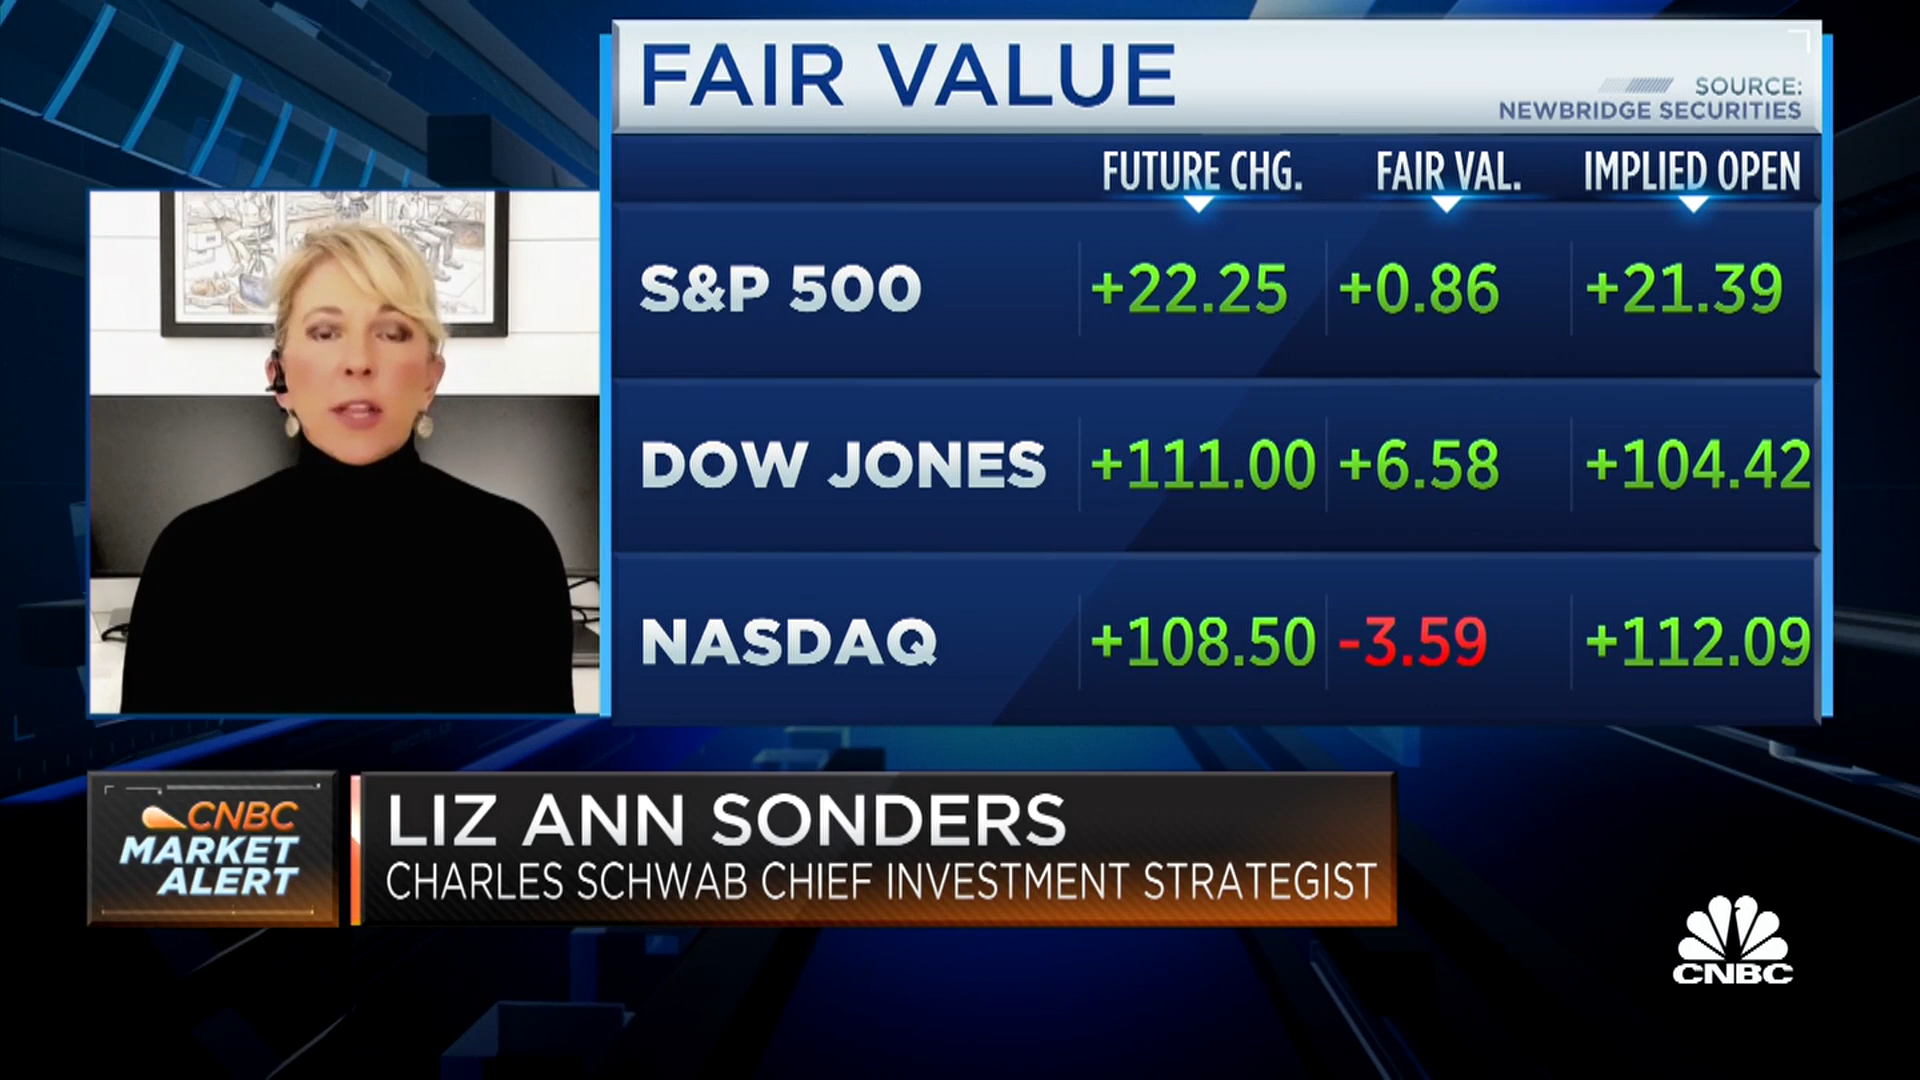 FAIR VALUE
SOURCE:
NEWBRIDGE SECURITIES
FUTURE CHG. FAIR VAL. IMPLIED OPEN
S&P 500 +22.25 +0.86 +21.39
DOW JONES +111.00 +6.58 +104.42
NASDAQ +108.50 -3.59 +112.09
CNBC
MARKET
ALERT
LIZ ANN SONDERS
CHARLES SCHWAB CHIEF INVESTMENT STRATEGIST
CNBC